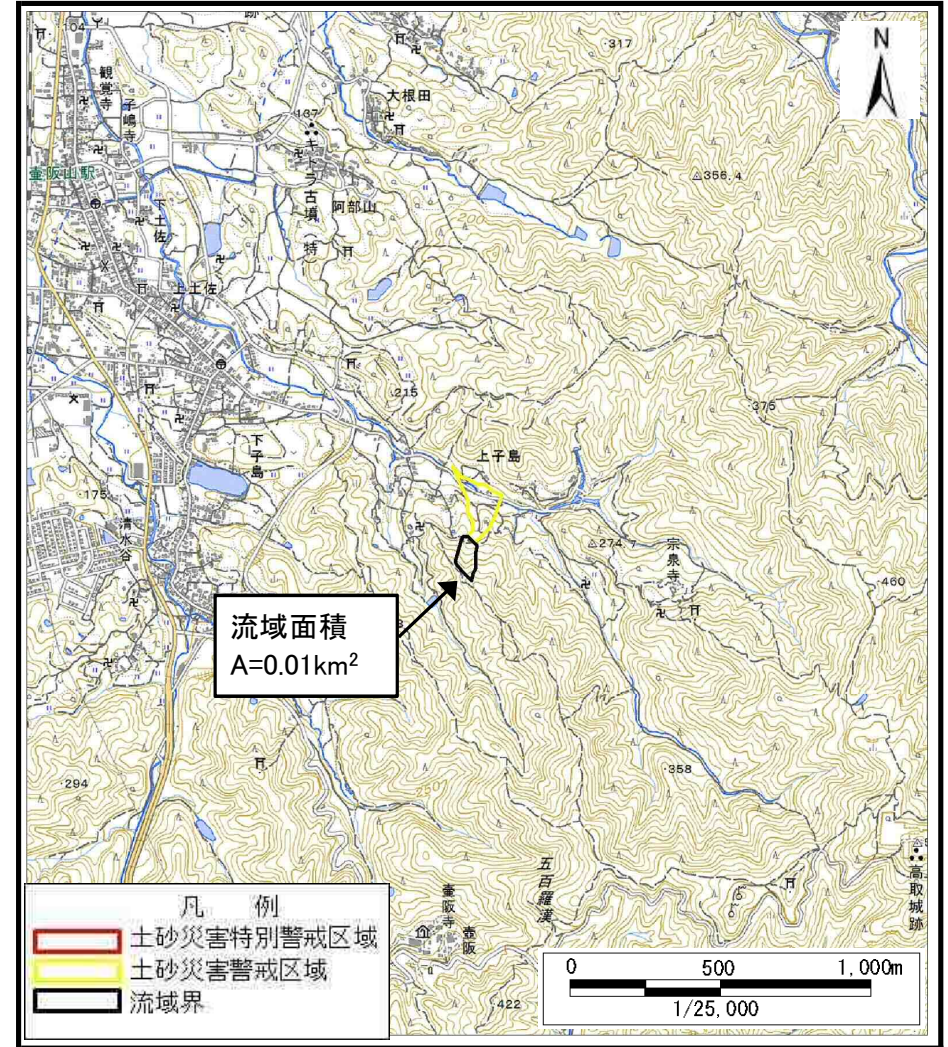 N
104
跡
・317
観覚寺
子嶋寺
大根田
137
キトラ古墳(特)
壷阪山駅
△356.4
下土佐
阿部山
上土佐
・215
・375
上子島
下子島
・175
清水谷
△274.7
宗泉寺
・460
流域面積
A=0.01km²
・294
250
・358
五百羅漢
高取城跡
壷阪寺
壷阪
・422
凡 例
土砂災害特別警戒区域
土砂災害警戒区域
流域界
0 500 1,000m
1/25,000